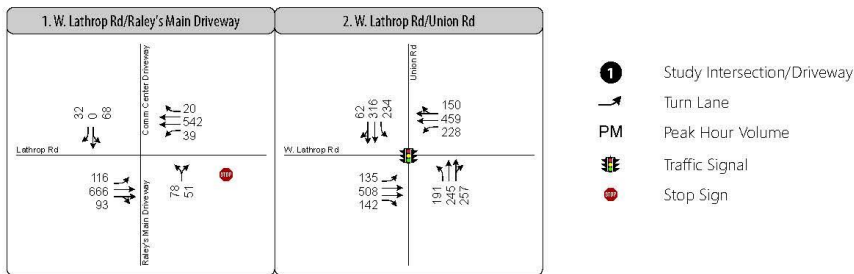 1. W. Lathrop Rd/Raley's Main Driveway
Comm. Center Driveway
32 0 68
20
542
39
Lathrop Rd
116
666
93
Raley's Main Driveway
78
51
STOP
2. W. Lathrop Rd/Union Rd
Union Rd
62 316 234
150
459
228
W. Lathrop Rd
135
508
142
191
245
257
1 Study Intersection/Driveway
Turn Lane
PM Peak Hour Volume
Traffic Signal
STOP Stop Sign